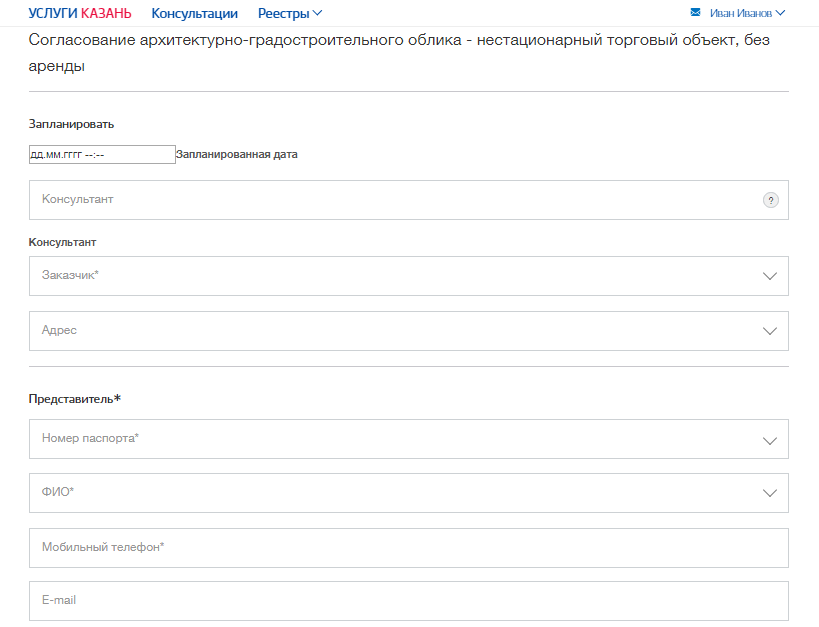 УСЛУГИ КАЗАНЬ Консультации Реестры Иван Иванов
Согласование архитектурно-градостроительного облика - нестационарный торговый объект, без
аренды
Запланировать
дд.мм.гггг --:-- Запланированная дата
Консультант ?
Консультант
Заказчик*
Адрес
Представитель*
Номер паспорта*
ФИО*
Мобильный телефон*
E-mail